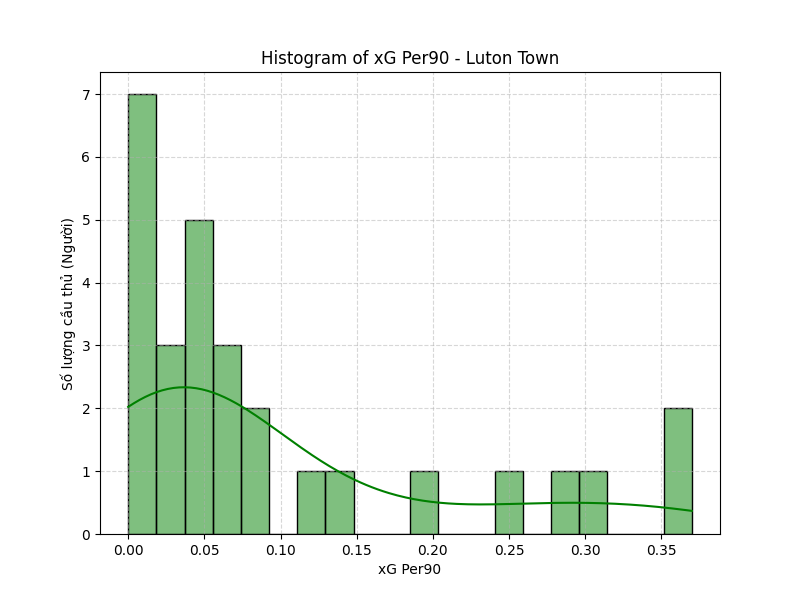 Histogram of xG Per90 - Luton Town
Số lượng cầu thủ (Người)
7
6
5
4
3
2
1
0
0.00 0.05 0.10 0.15 0.20 0.25 0.30 0.35
xG Per90